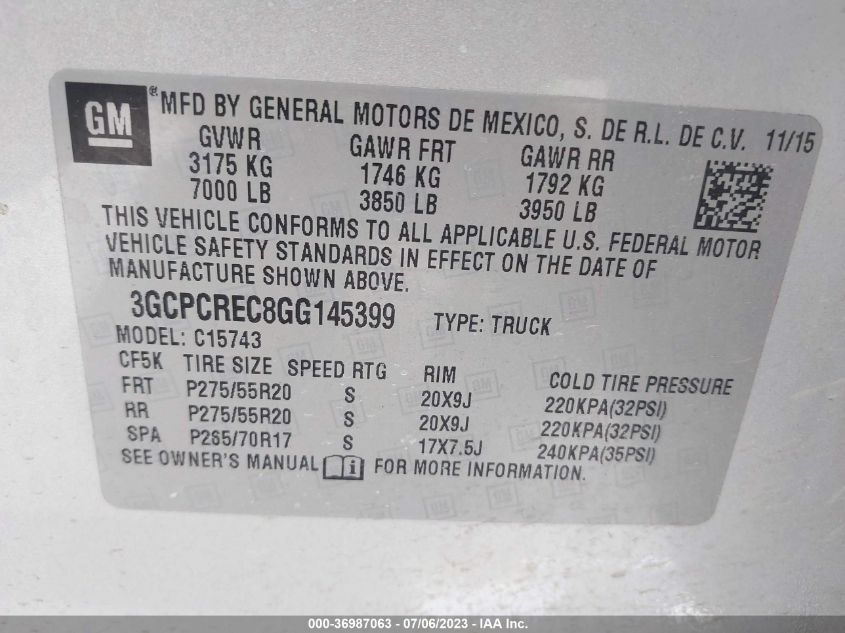 GM ® MFD BY GENERAL MOTORS DE MEXICO, S. DE R.L. DE C.V. 11/15
GVWR GAWR FRT GAWR RR
3175 KG 1746 KG 1792 KG
7000 LB 3850 LB 3950 LB
THIS VEHICLE CONFORMS TO ALL APPLICABLE U.S. FEDERAL MOTOR
VEHICLE SAFETY STANDARDS IN EFFECT ON THE DATE OF
MANUFACTURE SHOWN ABOVE.
3GCPCREC8GG145399 TYPE: TRUCK
MODEL: C15743
CF5K TIRE SIZE SPEED RTG RIM COLD TIRE PRESSURE
FRT P275/55R20 S 20X9J 220KPA(32PSI)
RR P275/55R20 S 20X9J 220KPA(32PSI)
SPA P265/70R17 S 17X7.5J 240KPA(35PSI)
SEE OWNER'S MANUAL i FOR MORE INFORMATION.
000-36987063 - 07/06/2023 - IAA Inc.